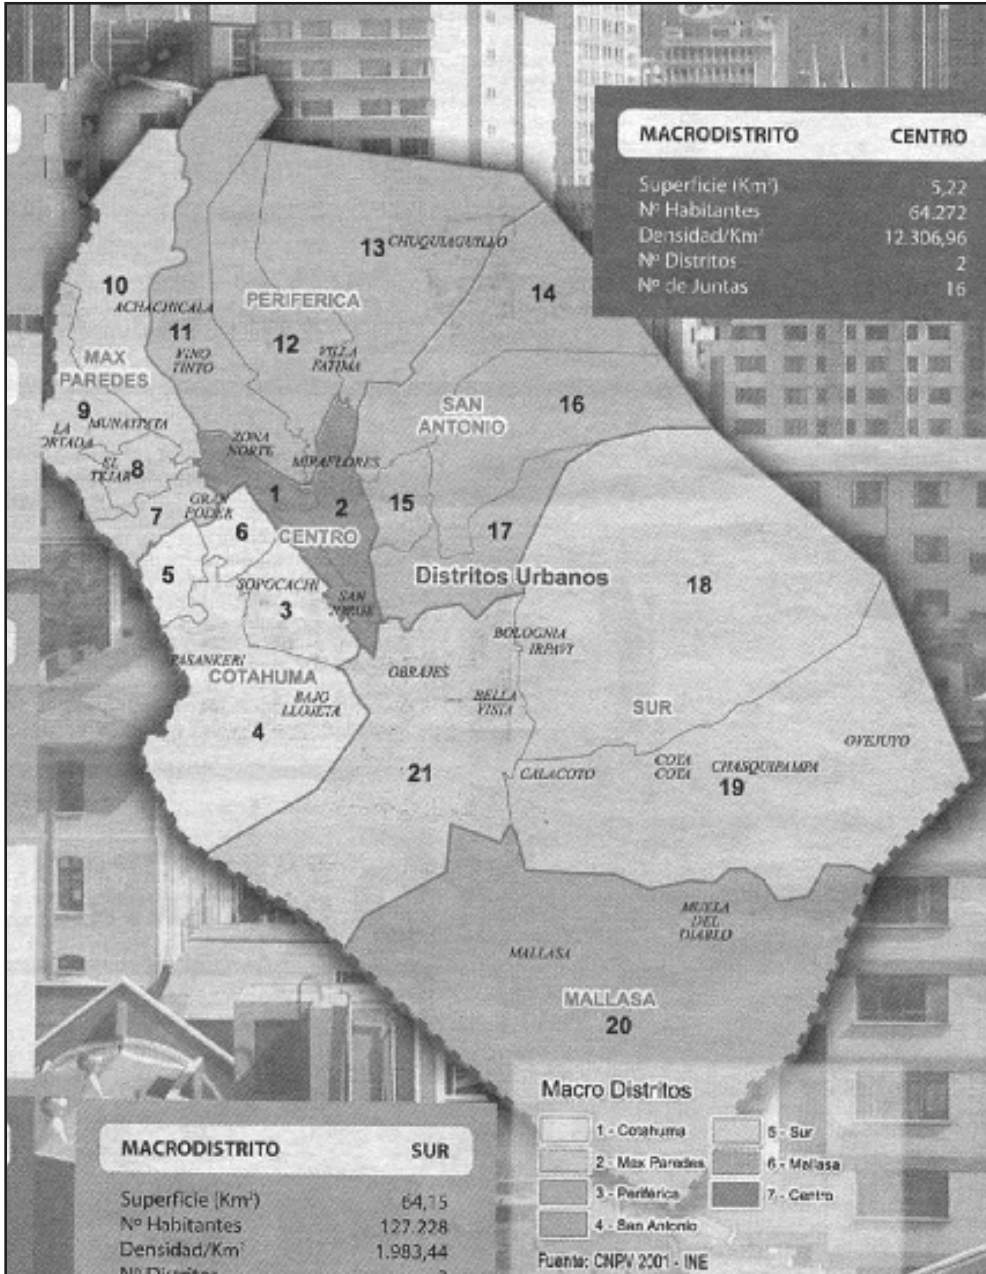 MACRODISTRITO CENTRO
Superficie (Km²) 5,22
Nº Habitantes 64.272
Densidad/Km² 12.306,96
Nº Distritos 2
Nº de Juntas 16
13 CHUQUIAGUILLO
10
14
ACHACHICALA
PERIFERICA
11
VINO
TINTO
12
VILLA
FATIMA
MAX
PAREDES
9
MUNAYPATA
LA
SAN
ANTONIO
16
ZONA
NORTE
MIRAFLORES
EL
TEJAR
8
7
GRAN
PODER
1
2
15
CENTRO
17
6
5
Distritos Urbanos
18
SOPOCACHI
3
SAN
JORGE
BOLOGNIA
IRPAVI
PASANKERI
COTAHUMA
OBRAJES
BAJO
LLOJETA
BELLA
VISTA
SUR
4
OVEJUYO
21
CALACOTO
COTA
COTA
CHASQUIPAMPA
19
MUELA
DEL
DIABLO
MALLASA
MALLASA
20
Macro Distritos
1 - Cotahuma
2 - Max Paredes
3 - Periférica
4 - San Antonio
5 - Sur
6 - Mallasa
7 - Centro
Fuente: CNPV 2001 - INE
MACRODISTRITO SUR
Superficie (Km²) 64,15
Nº Habitantes 127.228
Densidad/Km² 1.983,44